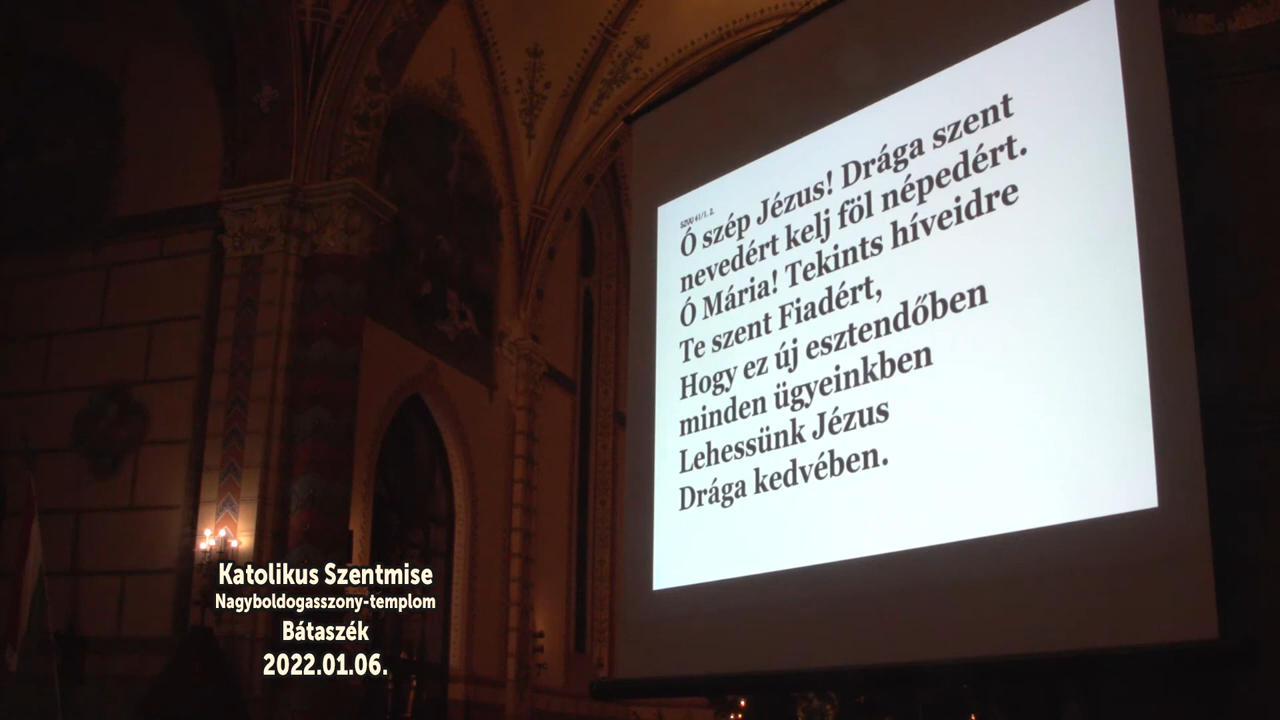 Ó szép Jézus! Drága szent
nevedért kelj föl népedért.
Ó Mária! Tekints híveidre
Te szent Fiadért,
Hogy ez új esztendőben
minden ügyeinkben
Lehessünk Jézus
Drága kedvében.
Katolikus Szentmise
Nagyboldogasszony-templom
Bátaszék
2022.01.06.